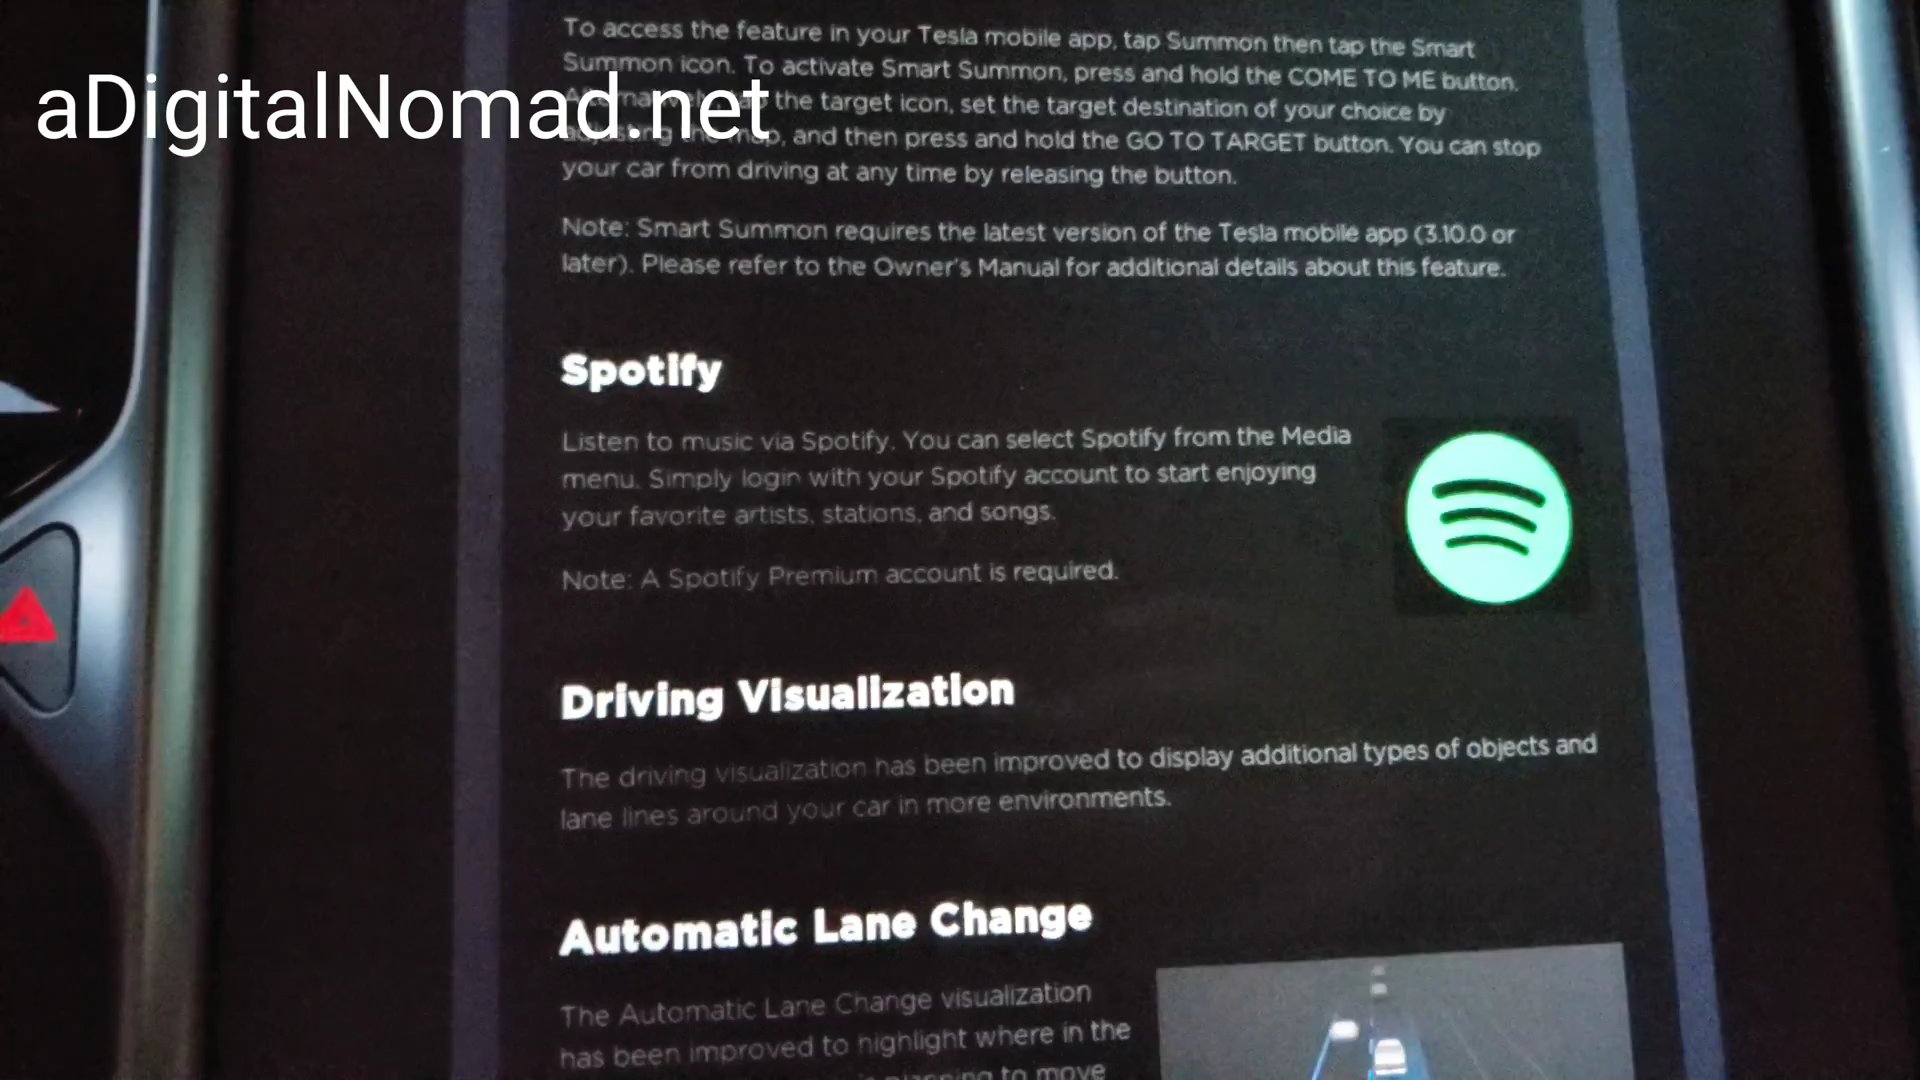 To access the feature in your Tesla mobile app, tap Summon then tap the Smart
Summon icon. To activate Smart Summon, press and hold the COME TO ME button.
aDigitalNomad.net
the target icon, set the target destination of your choice by
and then press and hold the GO TO TARGET button. You can stop
your car from driving at any time by releasing the button.
Note: Smart Summon requires the latest version of the Tesla mobile app (3.10.0 or
later). Please refer to the Owner's Manual for additional details about this feature.
Spotify
Listen to music via Spotify. You can select Spotify from the Media
menu. Simply login with your Spotify account to start enjoying
your favorite artists, stations, and songs.
Note: A Spotify Premium account is required.
Driving Visualization
The driving visualization has been improved to display additional types of objects and
lane lines around your car in more environments.
Automatic Lane Change
The Automatic Lane Change visualization
has been improved to highlight where in the
to move